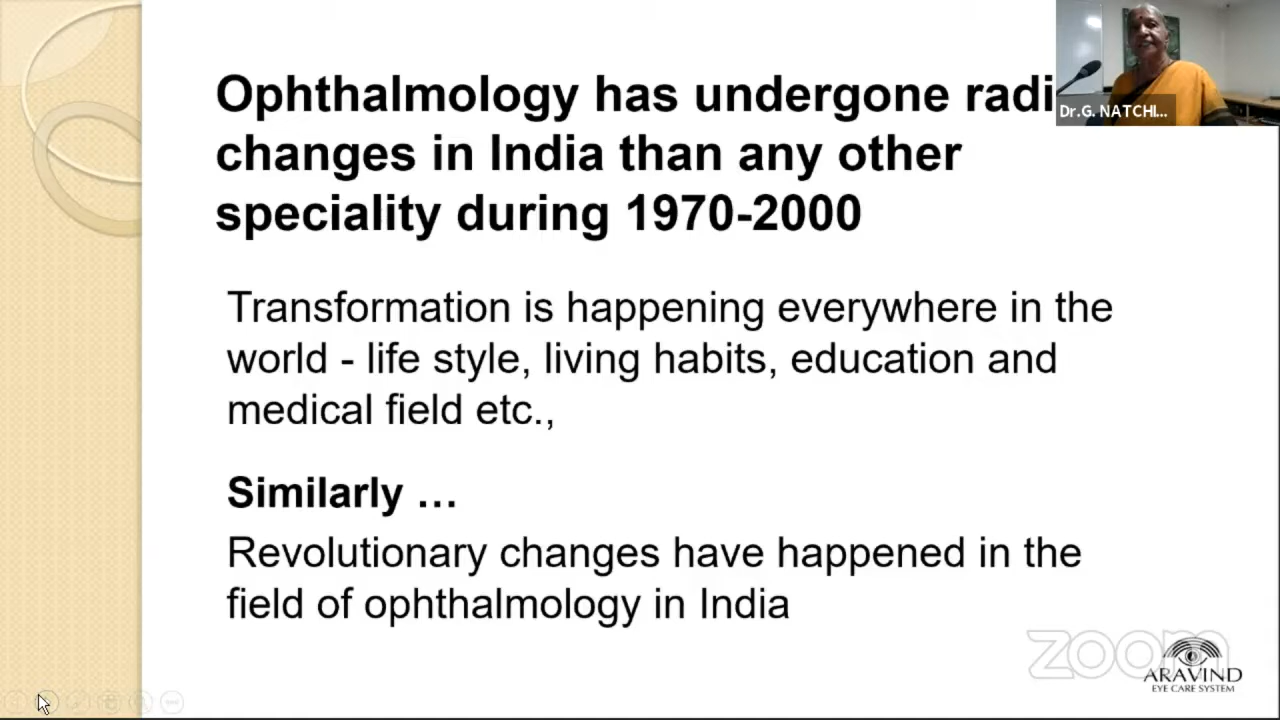 Ophthalmology has undergone radi
changes in India than any other
speciality during 1970-2000
Dr.G. NATCHI...
Transformation is happening everywhere in the
world - life style, living habits, education and
medical field etc.,
Similarly …
Revolutionary changes have happened in the
field of ophthalmology in India
zoom
ARAVIND
EYE CARE SYSTEM